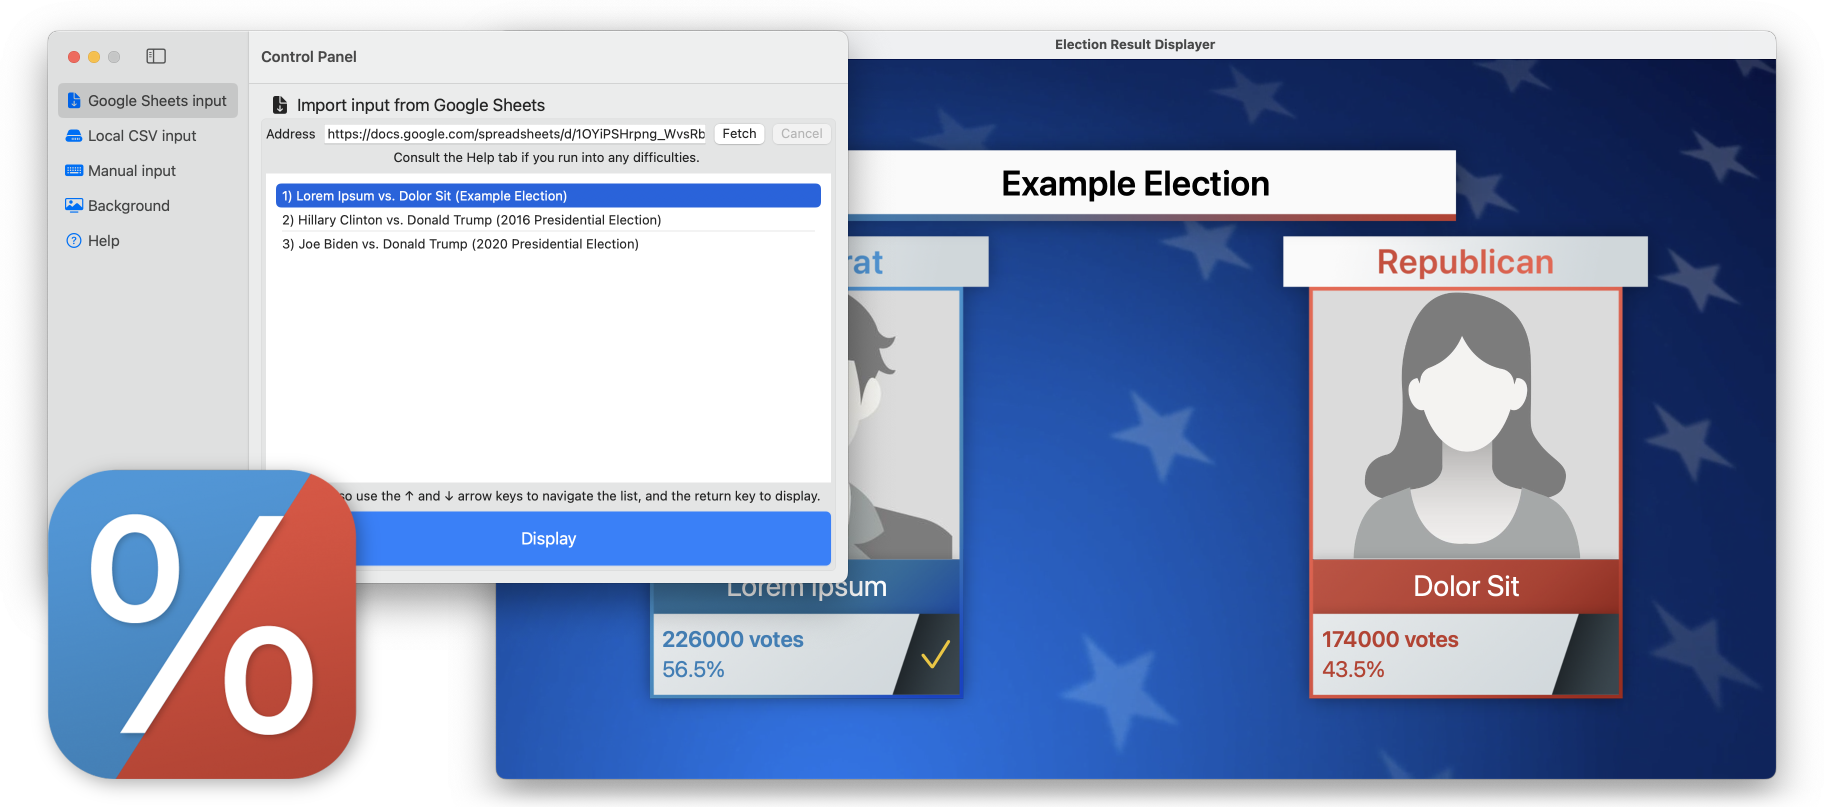 Control Panel
Google Sheets input
Local CSV input
Manual input
Background
Help
Import input from Google Sheets
Address https://docs.google.com/spreadsheets/d/1OYiPSHrpng_WvsRb Fetch Cancel
Consult the Help tab if you run into any difficulties.
1) Lorem Ipsum vs. Dolor Sit (Example Election)
2) Hillary Clinton vs. Donald Trump (2016 Presidential Election)
3) Joe Biden vs. Donald Trump (2020 Presidential Election)
so use the ↑ and ↓ arrow keys to navigate the list, and the return key to display.
Display
%
Election Result Displayer
Example Election
rat
Lorem Ipsum
226000 votes
56.5%
Republican
Dolor Sit
174000 votes
43.5%